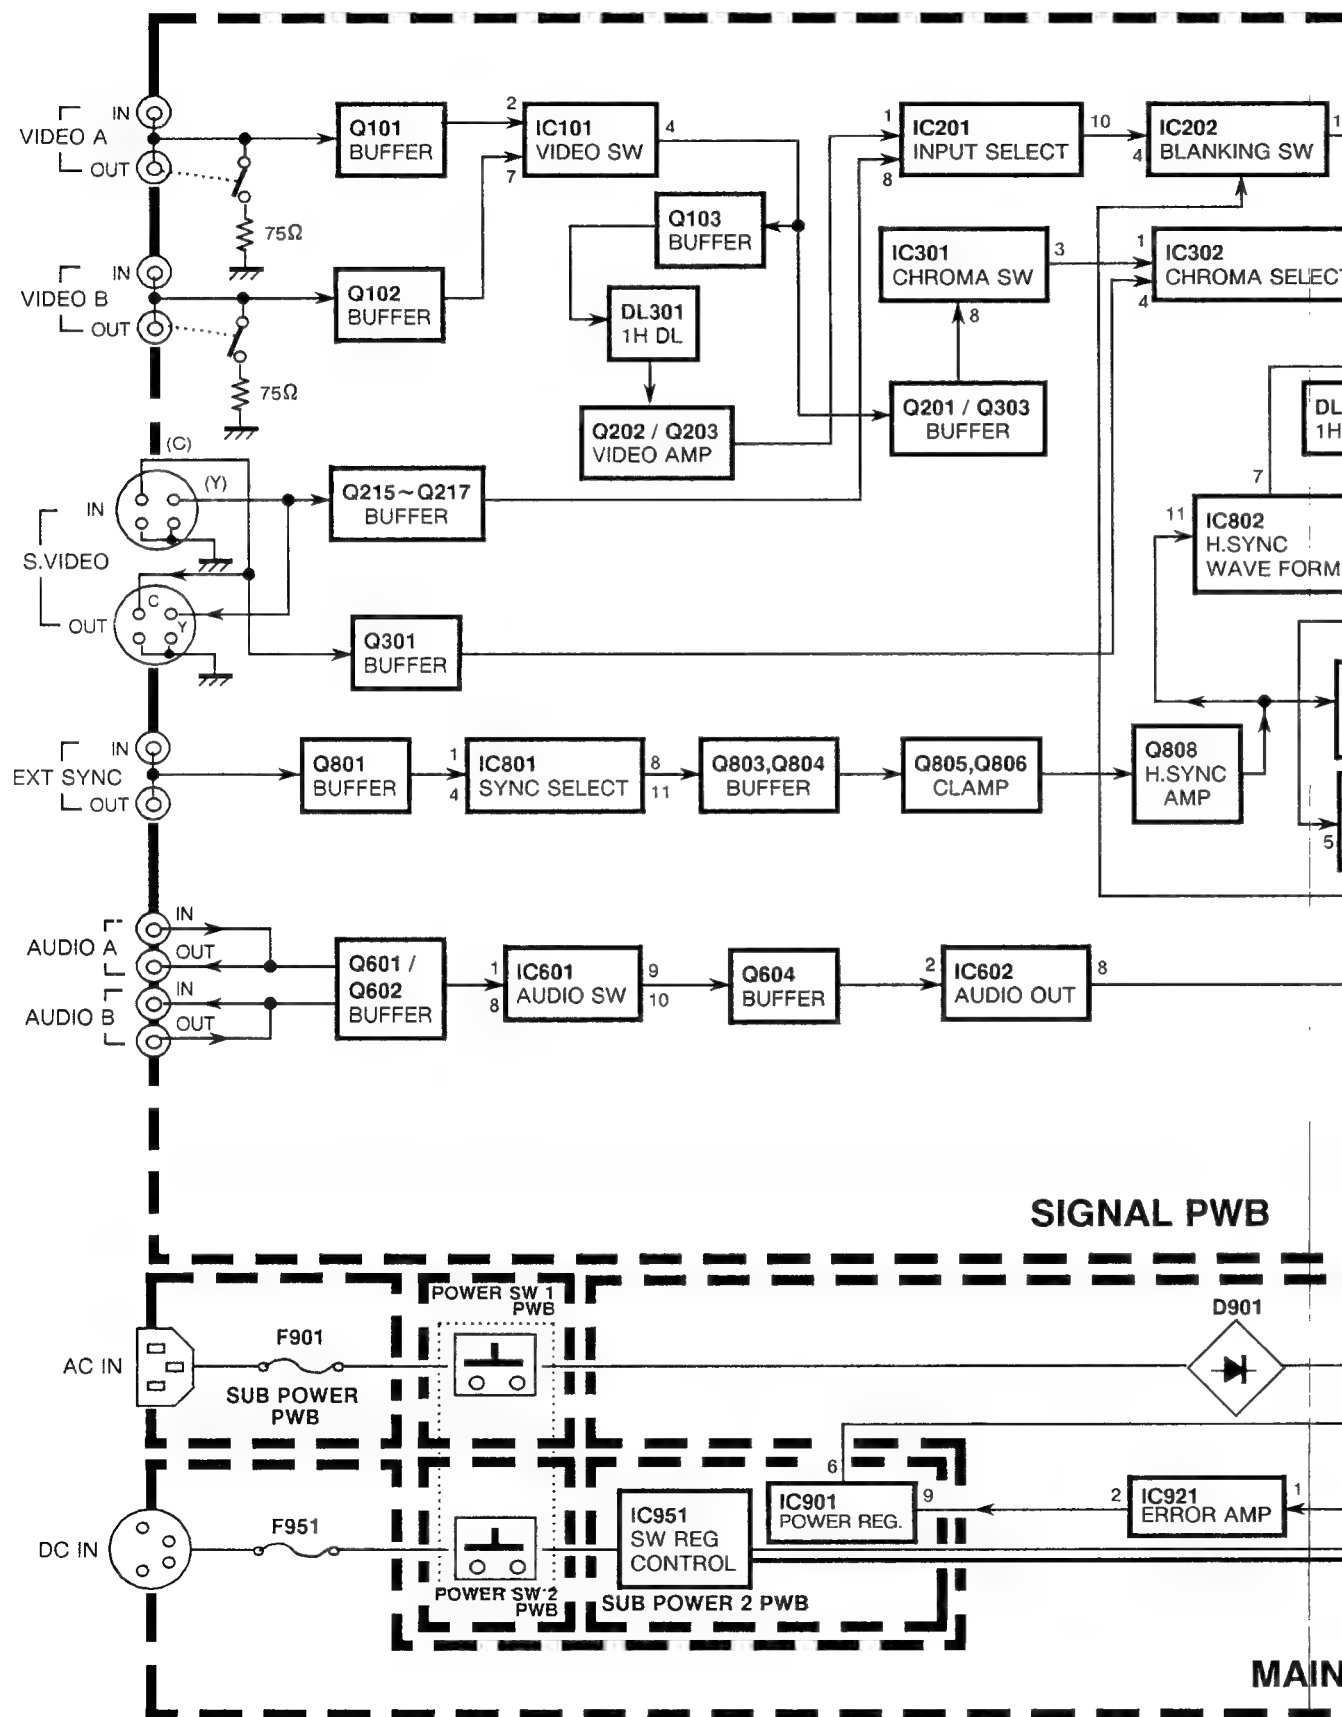 VIDEO A
IN
OUT
75Ω
Q101
BUFFER
2
7
IC101
VIDEO SW
4
1
8
IC201
INPUT SELECT
10
4
IC202
BLANKING SW
1
VIDEO B
IN
OUT
75Ω
Q102
BUFFER
Q103
BUFFER
DL301
1H DL
Q202 / Q203
VIDEO AMP
IC301
CHROMA SW
3
8
1
4
IC302
CHROMA SELECT
Q201 / Q303
BUFFER
DL
1H
S.VIDEO
IN
(C)
(Y)
OUT
C
Y
Q215~Q217
BUFFER
Q301
BUFFER
7
11
IC802
H.SYNC
WAVE FORM
EXT SYNC
IN
OUT
Q801
BUFFER
1
4
IC801
SYNC SELECT
8
11
Q803,Q804
BUFFER
Q805,Q806
CLAMP
Q808
H.SYNC
AMP
5
AUDIO A
IN
OUT
AUDIO B
IN
OUT
Q601 /
Q602
BUFFER
1
8
IC601
AUDIO SW
9
10
Q604
BUFFER
2
IC602
AUDIO OUT
8
SIGNAL PWB
AC IN
F901
SUB POWER
PWB
POWER SW 1
PWB
D901
DC IN
F951
POWER SW 2
PWB
IC951
SW REG
CONTROL
SUB POWER 2 PWB
6
IC901
POWER REG.
9
2
IC921
ERROR AMP
1
MAIN